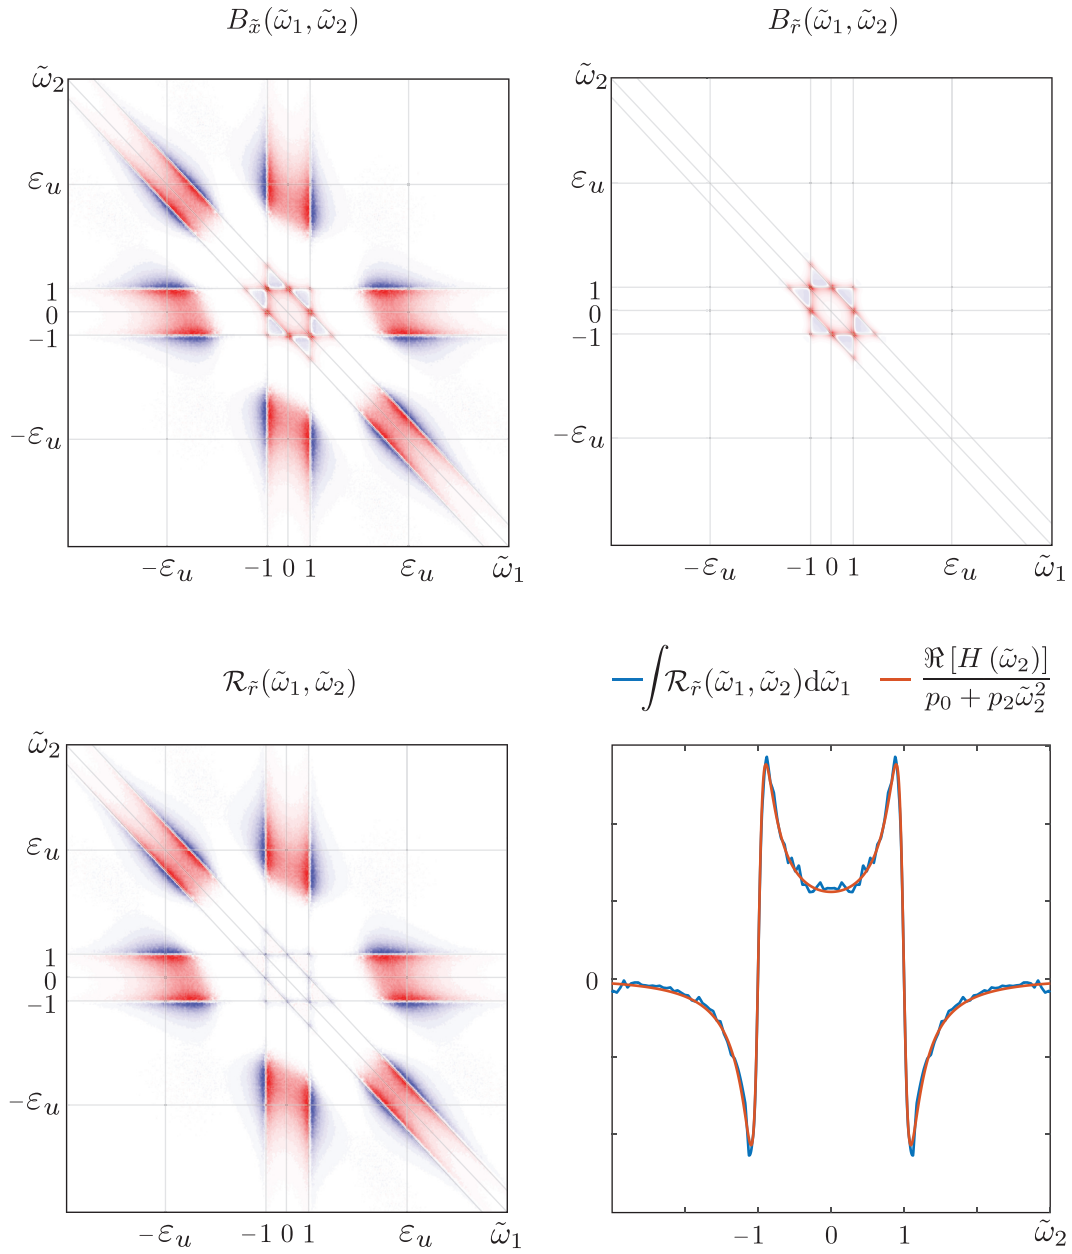 B_x̃(ω̃₁, ω̃₂)
B_r̃(ω̃₁, ω̃₂)
ω̃₂
ε_u
1
0
−1
−ε_u
−ε_u −1 0 1 ε_u ω̃₁
ω̃₂
ε_u
1
0
−1
−ε_u
−ε_u −1 0 1 ε_u ω̃₁
ℛ_r̃(ω̃₁, ω̃₂)
∫ℛ_r̃(ω̃₁, ω̃₂)dω̃₁
ℜ [H (ω̃₂)]
p₀ + p₂ω̃₂²
ω̃₂
ε_u
1
0
−1
−ε_u
−ε_u −1 0 1 ε_u ω̃₁
0
−1 0 1 ω̃₂